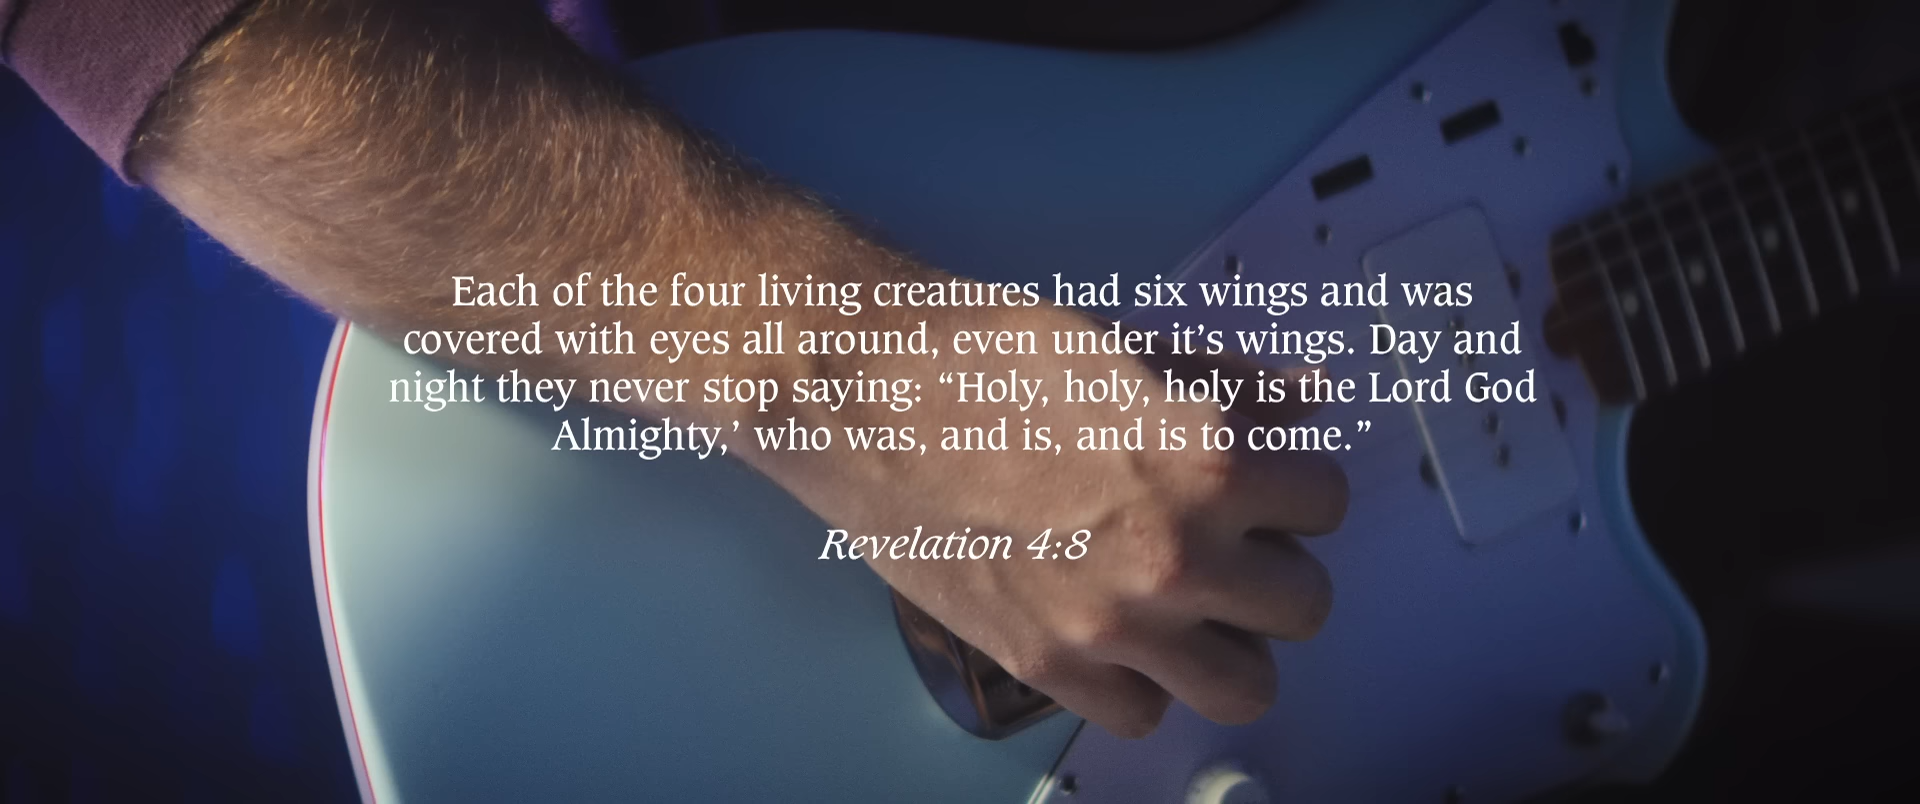 Each of the four living creatures had six wings and was
covered with eyes all around, even under it’s wings. Day and
night they never stop saying: “Holy, holy, holy is the Lord God
Almighty,’ who was, and is, and is to come.”
Revelation 4:8